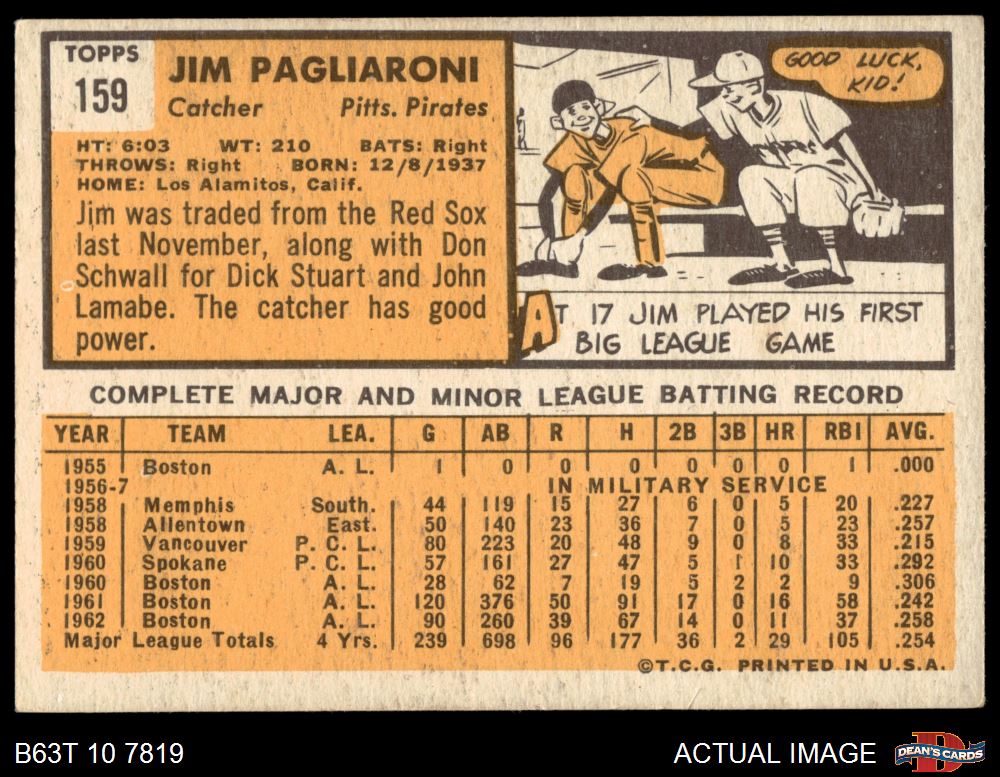 TOPPS
159
JIM PAGLIARONI
Catcher Pitts. Pirates
HT: 6:03 WT: 210 BATS: Right
THROWS: Right BORN: 12/8/1937
HOME: Los Alamitos, Calif.
Jim was traded from the Red Sox
last November, along with Don
Schwall for Dick Stuart and John
Lamabe. The catcher has good
power.
GOOD LUCK,
KID!
AT 17 JIM PLAYED HIS FIRST
BIG LEAGUE GAME
COMPLETE MAJOR AND MINOR LEAGUE BATTING RECORD
YEAR TEAM LEA. G AB R H 2B 3B HR RBI AVG.
1955 Boston A. L. 1 0 0 0 0 0 0 1 .000
1956-7 IN MILITARY SERVICE
1958 Memphis South. 44 119 15 27 6 0 5 20 .227
1958 Allentown East. 50 140 23 36 7 0 5 23 .257
1959 Vancouver P. C. L. 80 223 20 48 9 0 8 33 .215
1960 Spokane P. C. L. 57 161 27 47 5 1 10 33 .292
1960 Boston A. L. 28 62 7 19 5 2 2 9 .306
1961 Boston A. L. 120 376 50 91 17 0 16 58 .242
1962 Boston A. L. 90 260 39 67 14 0 11 37 .258
Major League Totals 4 Yrs. 239 698 96 177 36 2 29 105 .254
©T.C.G. PRINTED IN U.S.A.
B63T 10 7819 ACTUAL IMAGE
DEAN'S CARDS